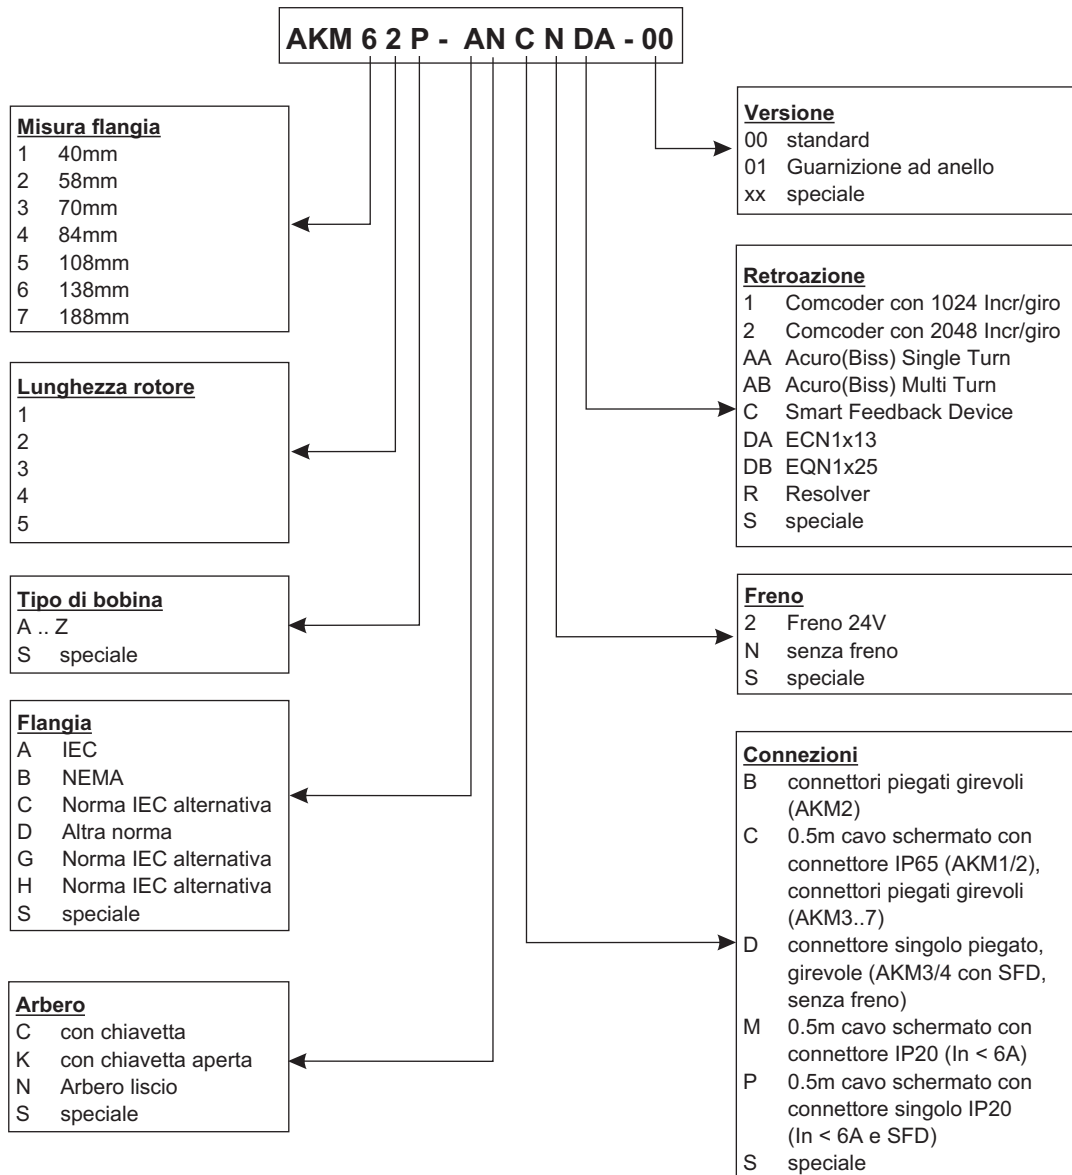 AKM 6 2 P - AN C N DA - 00
Misura flangia
1 40mm
2 58mm
3 70mm
4 84mm
5 108mm
6 138mm
7 188mm
Lunghezza rotore
1
2
3
4
5
Tipo di bobina
A .. Z
S speciale
Flangia
A IEC
B NEMA
C Norma IEC alternativa
D Altra norma
G Norma IEC alternativa
H Norma IEC alternativa
S speciale
Arbero
C con chiavetta
K con chiavetta aperta
N Arbero liscio
S speciale
Versione
00 standard
01 Guarnizione ad anello
xx speciale
Retroazione
1 Comcoder con 1024 Incr/giro
2 Comcoder con 2048 Incr/giro
AA Acuro(Biss) Single Turn
AB Acuro(Biss) Multi Turn
C Smart Feedback Device
DA ECN1x13
DB EQN1x25
R Resolver
S speciale
Freno
2 Freno 24V
N senza freno
S speciale
Connezioni
B connettori piegati girevoli
(AKM2)
C 0.5m cavo schermato con
connettore IP65 (AKM1/2),
connettori piegati girevoli
(AKM3..7)
D connettore singolo piegato,
girevole (AKM3/4 con SFD,
senza freno)
M 0.5m cavo schermato con
connettore IP20 (In < 6A)
P 0.5m cavo schermato con
connettore singolo IP20
(In < 6A e SFD)
S speciale